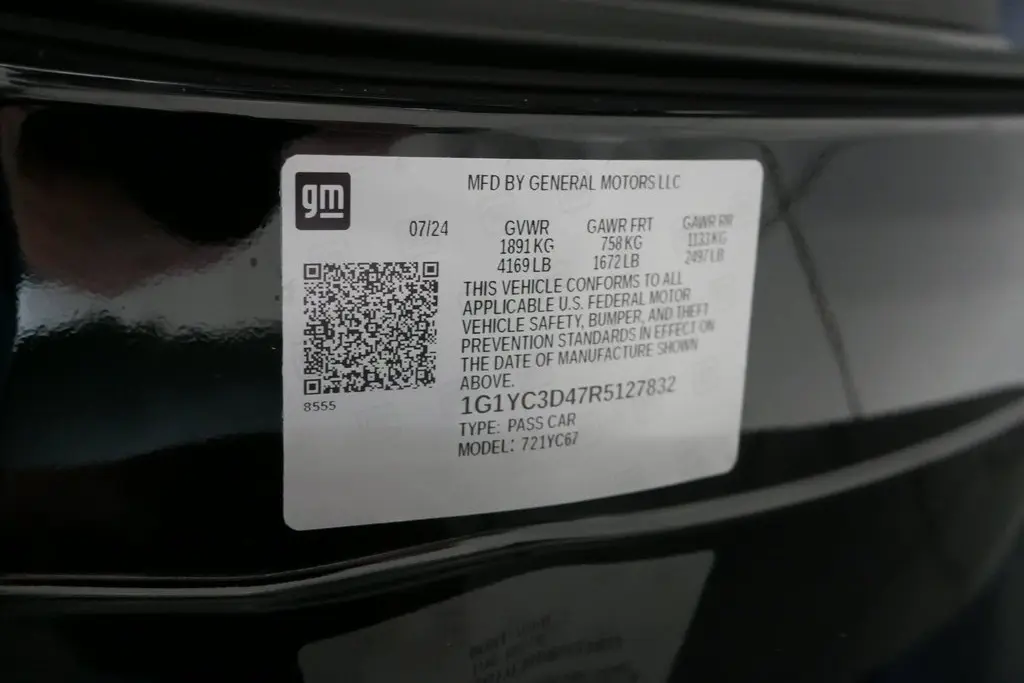 gm
MFD BY GENERAL MOTORS LLC
07/24 GVWR GAWR FRT GAWR RR
1891 KG 758 KG 1133 KG
4169 LB 1672 LB 2497 LB
THIS VEHICLE CONFORMS TO ALL
APPLICABLE U.S. FEDERAL MOTOR
VEHICLE SAFETY, BUMPER, AND THEFT
PREVENTION STANDARDS IN EFFECT ON
THE DATE OF MANUFACTURE SHOWN
ABOVE.
8555
1G1YC3D47R5127832
TYPE: PASS CAR
MODEL: 721YC67